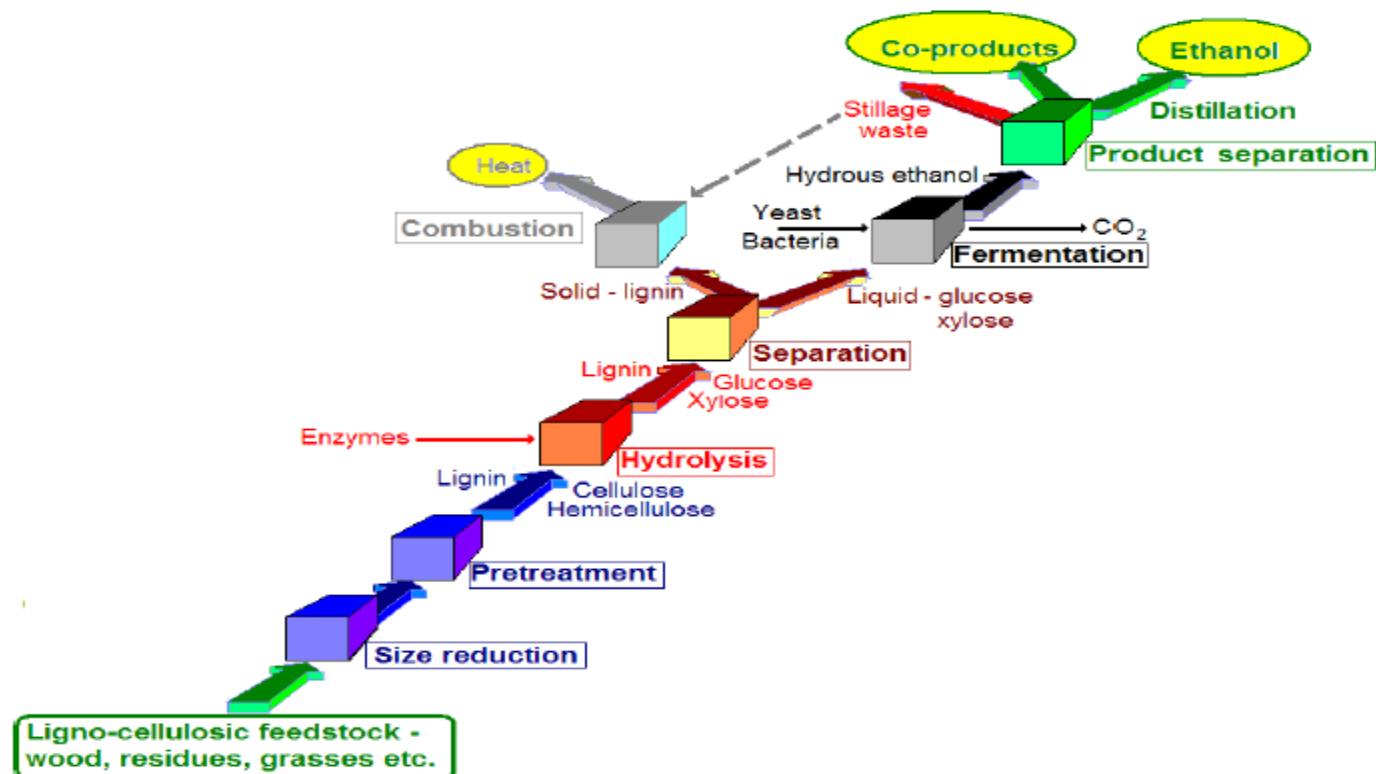 Co-products
Ethanol
Stillage
waste
Distillation
Product separation
Heat
Hydrous ethanol
Combustion
Yeast
Bacteria
CO₂
Fermentation
Solid - lignin
Liquid - glucose
xylose
Separation
Lignin
Glucose
Xylose
Enzymes
Hydrolysis
Lignin
Cellulose
Hemicellulose
Pretreatment
Size reduction
Ligno-cellulosic feedstock -
wood, residues, grasses etc.